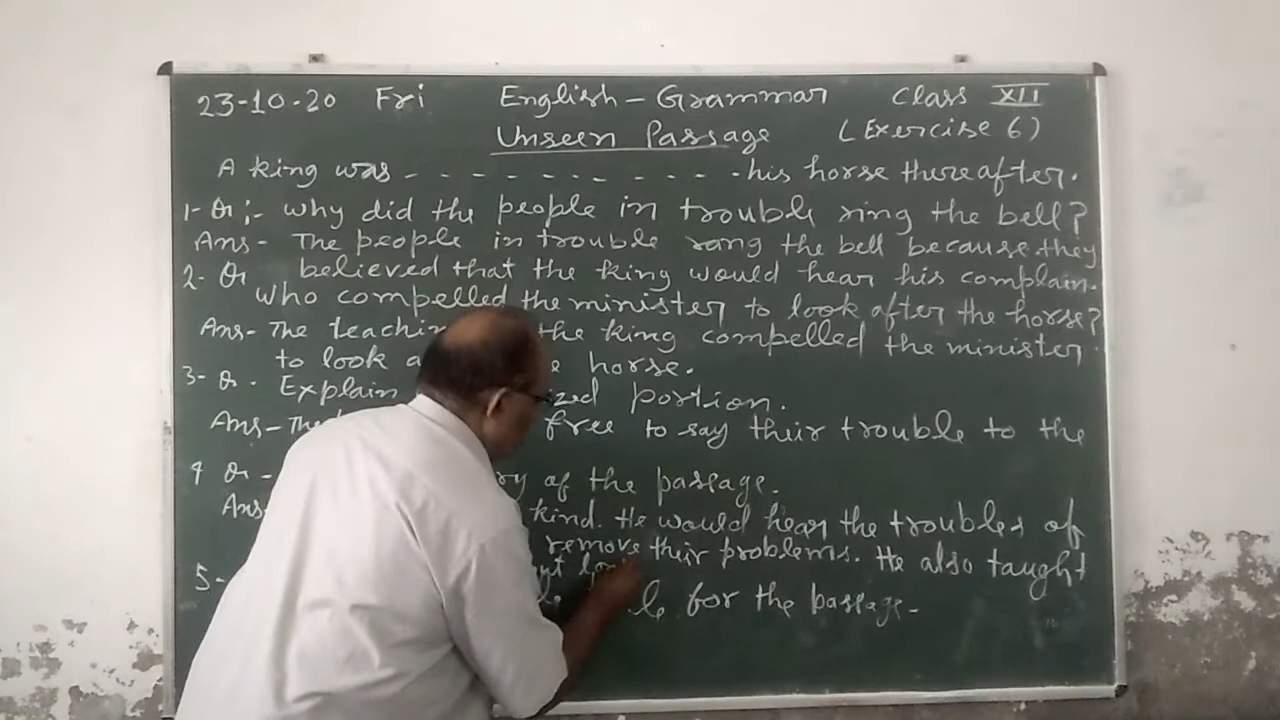 23-10-20 Fri English - Grammar Class XII
Unseen Passage (Exercise 6)
A king was - - - - - - - - - - - his horse thereafter.
1- Qr :- Why did the people in trouble ring the bell?
Ans - The people in trouble rang the bell because they
believed that the king would hear his complain.
2- Qr Who compelled the minister to look after the horse?
Ans - The the king compelled the minister
to look horse.
3- Qr - Explain portion.
Ans - free to say their trouble to the
4 Qr - of the passage.
Ans- kind. He would hear the troubles of
remove their problems. He also taught
5- for the passage.